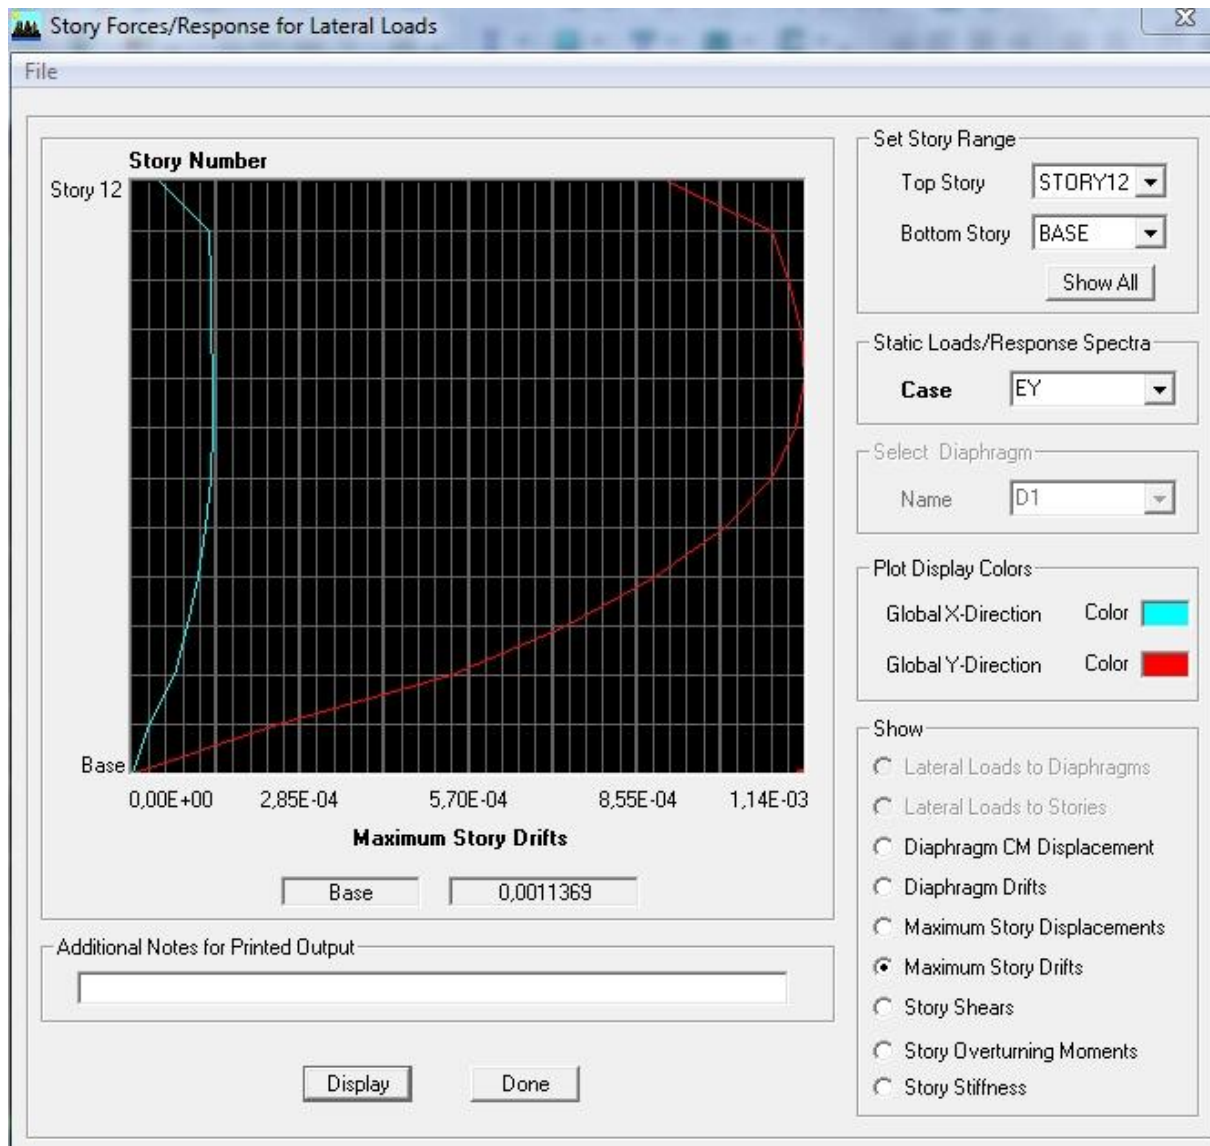 Story Forces/Response for Lateral Loads
File
Story Number
Story 12
Base
0,00E+00 2,85E-04 5,70E-04 8,55E-04 1,14E-03
Maximum Story Drifts
Base 0,0011369
Additional Notes for Printed Output
Display Done
Set Story Range
Top Story STORY12
Bottom Story BASE
Show All
Static Loads/Response Spectra
Case EY
Select Diaphragm
Name D1
Plot Display Colors
Global X-Direction Color
Global Y-Direction Color
Show
Lateral Loads to Diaphragms
Lateral Loads to Stories
Diaphragm CM Displacement
Diaphragm Drifts
Maximum Story Displacements
Maximum Story Drifts
Story Shears
Story Overturning Moments
Story Stiffness